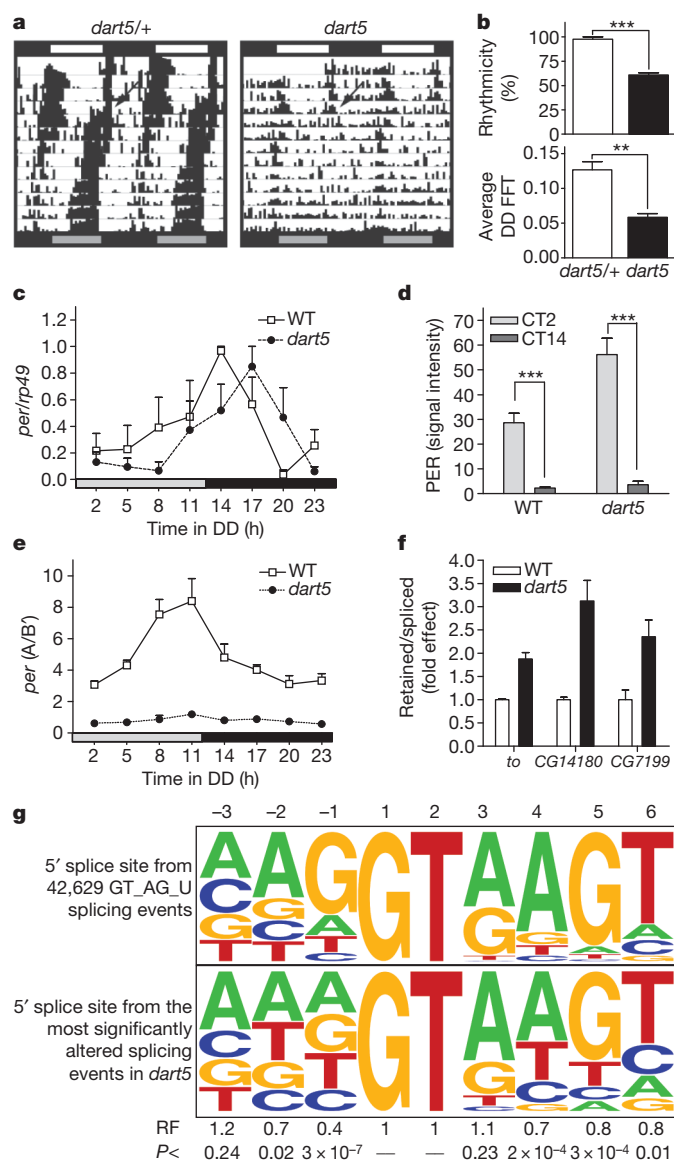 a
dart5/+
dart5
b
Rhythmicity
(%)
100
75
50
25
0
***
Average
DD FFT
0.15
0.10
0.05
0.00
**
dart5/+ dart5
c
per/rp49
1.2
1.0
0.8
0.6
0.4
0.2
0.0
WT
dart5
2 5 8 11 14 17 20 23
Time in DD (h)
d
PER (signal intensity)
70
60
50
40
30
20
10
0
CT2
CT14
***
***
WT dart5
e
per (A/B′)
10
8
6
4
2
0
WT
dart5
2 5 8 11 14 17 20 23
Time in DD (h)
f
Retained/spliced
(fold effect)
4.0
3.5
3.0
2.5
2.0
1.5
1.0
0.5
0.0
WT
dart5
to CG14180 CG7199
g
−3 −2 −1 1 2 3 4 5 6
5′ splice site from
42,629 GT_AG_U
splicing events
A A G G T A A G T
C G A G G A A
G C T T C T C
T T C T C C G
5′ splice site from the
most significantly
altered splicing
events in dart5
A A A G T A A G T
C T G G T T C
G G T T C C A
T C C C G A G
RF 1.2 0.7 0.4 1 1 1.1 0.7 0.8 0.8
P< 0.24 0.02 3 × 10⁻⁷ — — 0.23 2 × 10⁻⁴ 3 × 10⁻⁴ 0.01